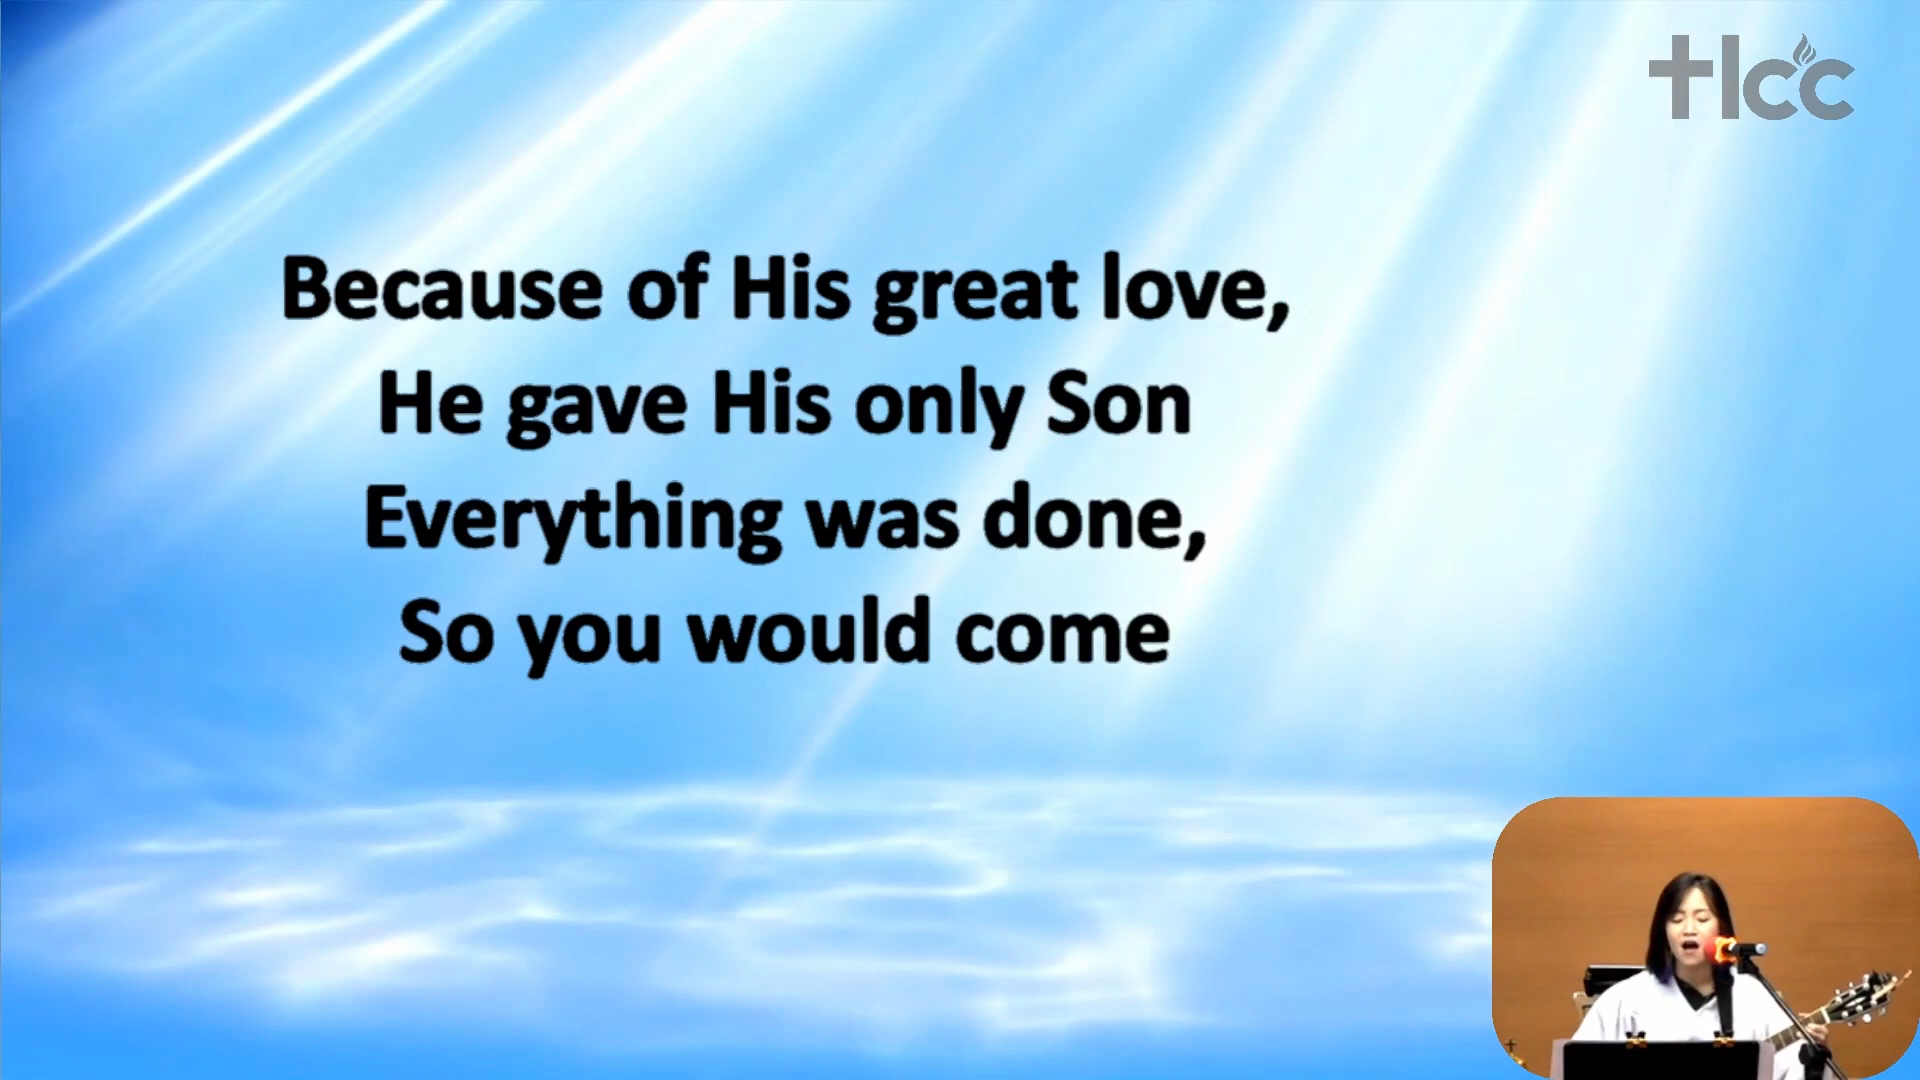 tlcc
Because of His great love,
He gave His only Son
Everything was done,
So you would come